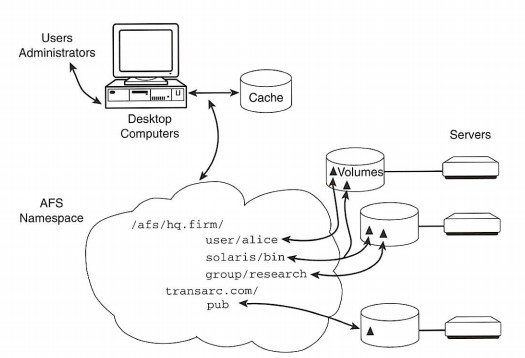 Users
Administrators
Desktop
Computers
Cache
Servers
Volumes
AFS
Namespace
/afs/hq.firm/
user/alice
solaris/bin
group/research
transarc.com/
pub